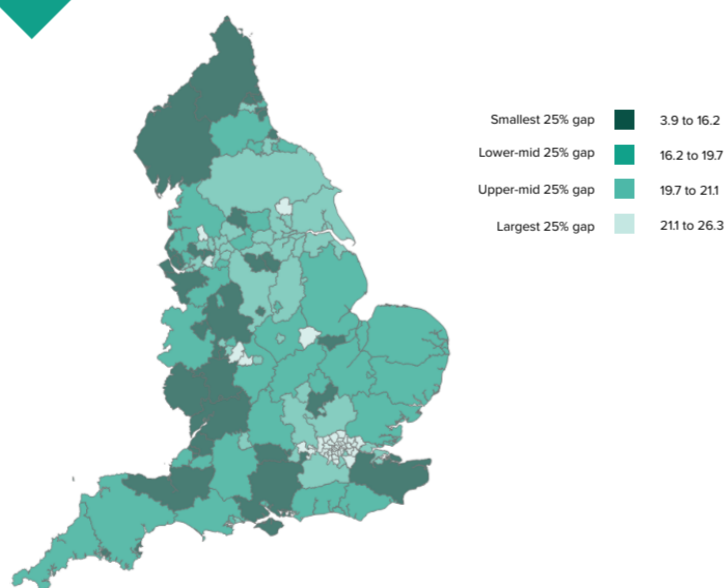 Smallest 25% gap 3.9 to 16.2
Lower-mid 25% gap 16.2 to 19.7
Upper-mid 25% gap 19.7 to 21.1
Largest 25% gap 21.1 to 26.3